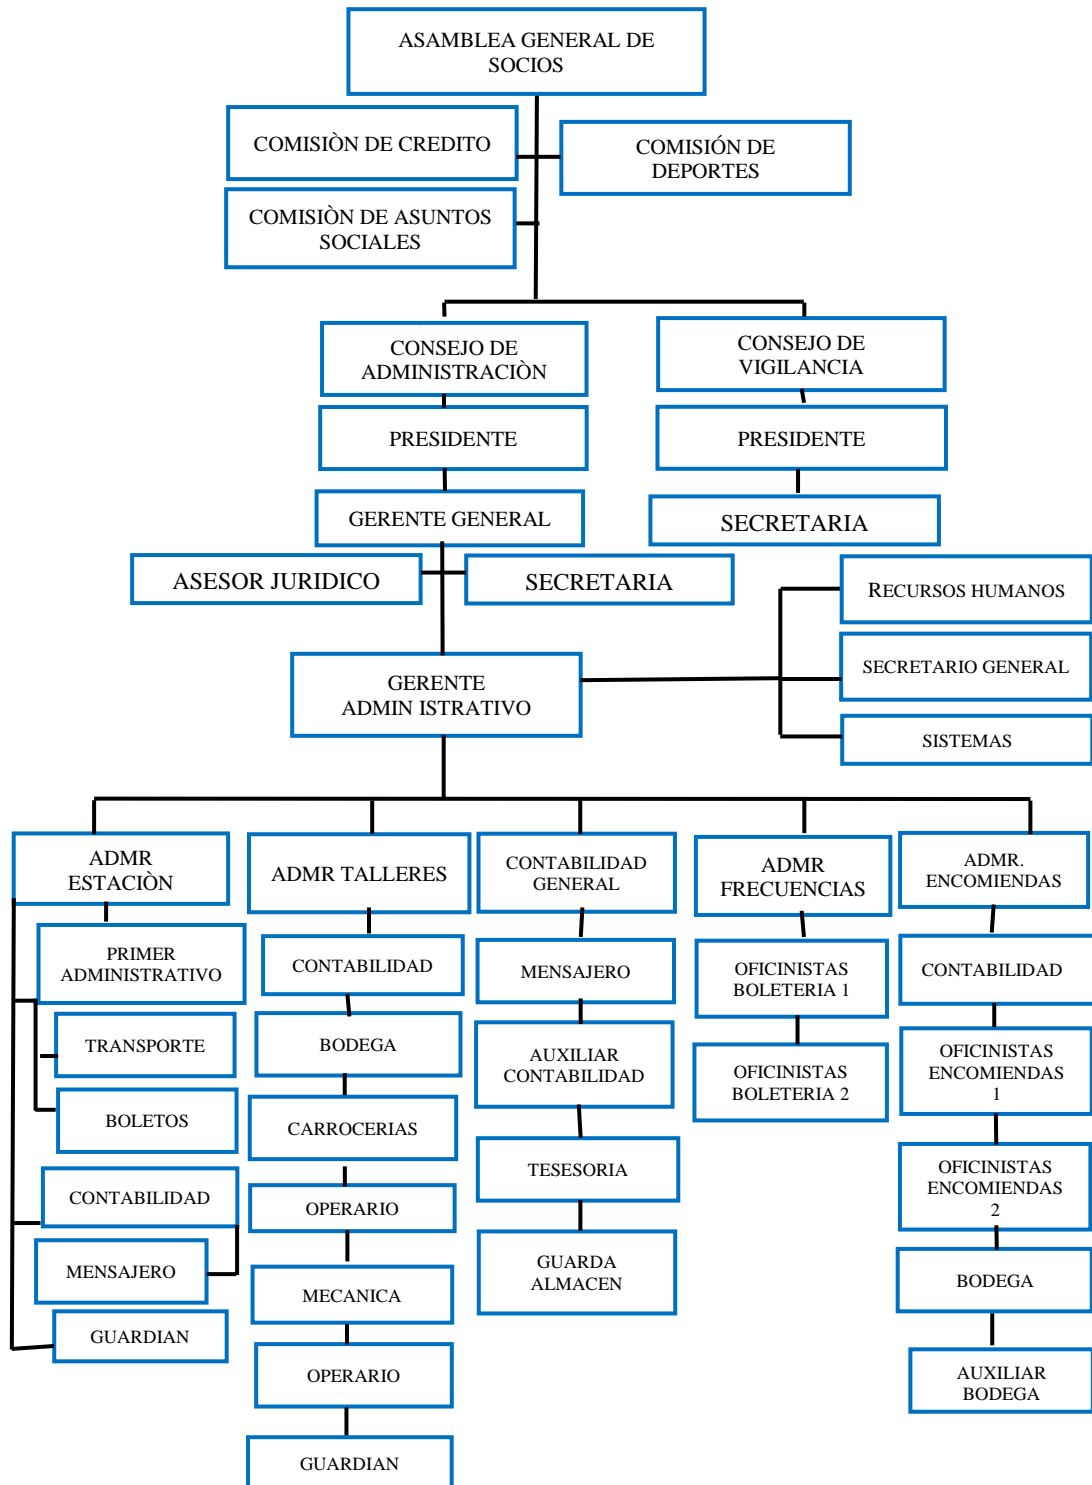 ASAMBLEA GENERAL DE
SOCIOS
COMISIÒN DE CREDITO
COMISIÓN DE
DEPORTES
COMISIÒN DE ASUNTOS
SOCIALES
CONSEJO DE
ADMINISTRACIÒN
CONSEJO DE
VIGILANCIA
PRESIDENTE
PRESIDENTE
GERENTE GENERAL
SECRETARIA
ASESOR JURIDICO
SECRETARIA
RECURSOS HUMANOS
SECRETARIO GENERAL
SISTEMAS
GERENTE
ADMIN ISTRATIVO
ADMR
ESTACIÒN
PRIMER
ADMINISTRATIVO
TRANSPORTE
BOLETOS
CONTABILIDAD
MENSAJERO
GUARDIAN
ADMR TALLERES
CONTABILIDAD
BODEGA
CARROCERIAS
OPERARIO
MECANICA
OPERARIO
GUARDIAN
CONTABILIDAD
GENERAL
MENSAJERO
AUXILIAR
CONTABILIDAD
TESESORIA
GUARDA
ALMACEN
ADMR
FRECUENCIAS
OFICINISTAS
BOLETERIA 1
OFICINISTAS
BOLETERIA 2
ADMR.
ENCOMIENDAS
CONTABILIDAD
OFICINISTAS
ENCOMIENDAS
1
OFICINISTAS
ENCOMIENDAS
2
BODEGA
AUXILIAR
BODEGA